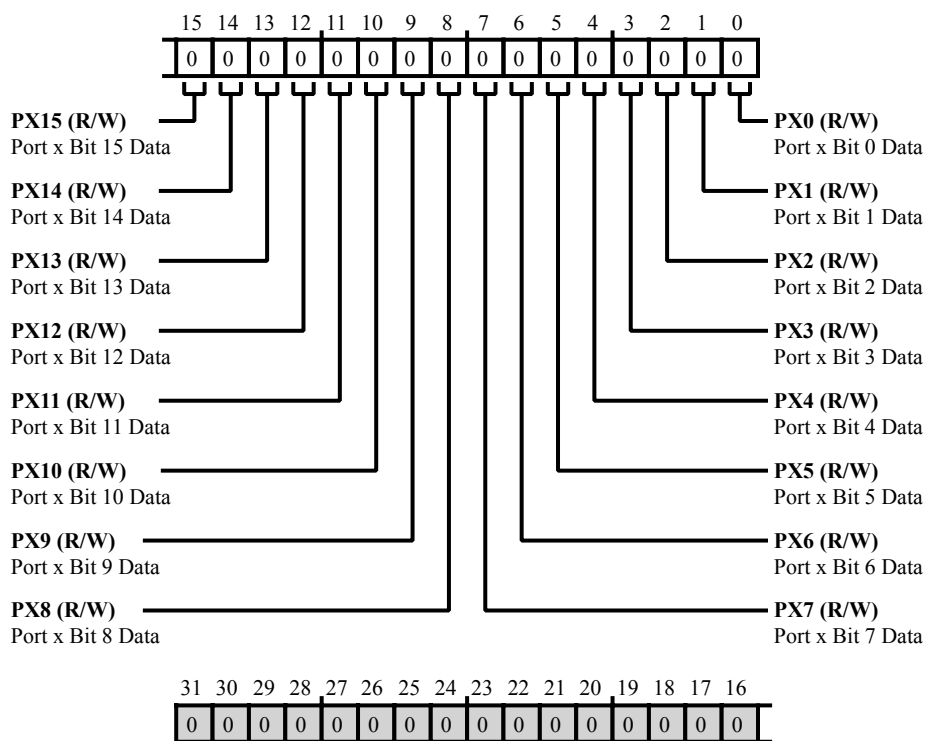 15 14 13 12 11 10 9 8 7 6 5 4 3 2 1 0
0 0 0 0 0 0 0 0 0 0 0 0 0 0 0 0
PX15 (R/W)
Port x Bit 15 Data
PX14 (R/W)
Port x Bit 14 Data
PX13 (R/W)
Port x Bit 13 Data
PX12 (R/W)
Port x Bit 12 Data
PX11 (R/W)
Port x Bit 11 Data
PX10 (R/W)
Port x Bit 10 Data
PX9 (R/W)
Port x Bit 9 Data
PX8 (R/W)
Port x Bit 8 Data
PX0 (R/W)
Port x Bit 0 Data
PX1 (R/W)
Port x Bit 1 Data
PX2 (R/W)
Port x Bit 2 Data
PX3 (R/W)
Port x Bit 3 Data
PX4 (R/W)
Port x Bit 4 Data
PX5 (R/W)
Port x Bit 5 Data
PX6 (R/W)
Port x Bit 6 Data
PX7 (R/W)
Port x Bit 7 Data
31 30 29 28 27 26 25 24 23 22 21 20 19 18 17 16
0 0 0 0 0 0 0 0 0 0 0 0 0 0 0 0